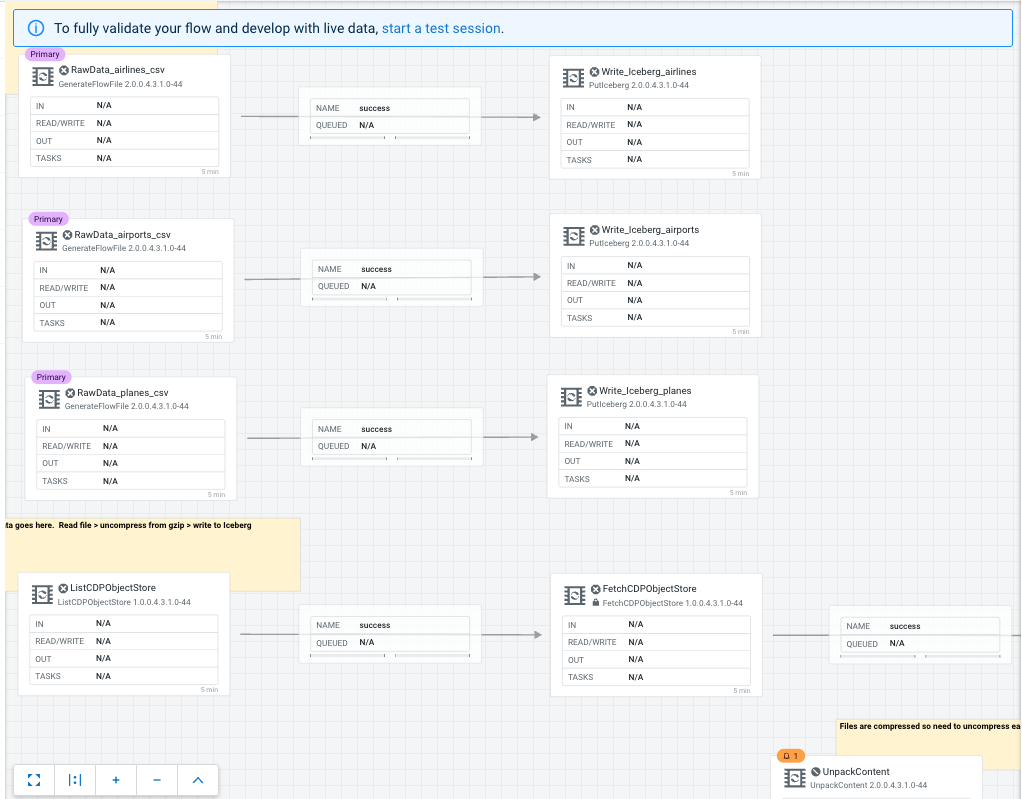 To fully validate your flow and develop with live data, start a test session.
Primary
RawData_airlines_csv
GenerateFlowFile 2.0.0.4.3.1.0-44
IN N/A
READ/WRITE N/A
OUT N/A
TASKS N/A
5 min
NAME success
QUEUED N/A
Write_Iceberg_airlines
PutIceberg 2.0.0.4.3.1.0-44
IN N/A
READ/WRITE N/A
OUT N/A
TASKS N/A
5 min
Primary
RawData_airports_csv
GenerateFlowFile 2.0.0.4.3.1.0-44
IN N/A
READ/WRITE N/A
OUT N/A
TASKS N/A
5 min
NAME success
QUEUED N/A
Write_Iceberg_airports
PutIceberg 2.0.0.4.3.1.0-44
IN N/A
READ/WRITE N/A
OUT N/A
TASKS N/A
5 min
Primary
RawData_planes_csv
GenerateFlowFile 2.0.0.4.3.1.0-44
IN N/A
READ/WRITE N/A
OUT N/A
TASKS N/A
5 min
NAME success
QUEUED N/A
Write_Iceberg_planes
PutIceberg 2.0.0.4.3.1.0-44
IN N/A
READ/WRITE N/A
OUT N/A
TASKS N/A
5 min
ta goes here. Read file > uncompress from gzip > write to Iceberg
ListCDPObjectStore
ListCDPObjectStore 1.0.0.4.3.1.0-44
IN N/A
READ/WRITE N/A
OUT N/A
TASKS N/A
5 min
NAME success
QUEUED N/A
FetchCDPObjectStore
FetchCDPObjectStore 1.0.0.4.3.1.0-44
IN N/A
READ/WRITE N/A
OUT N/A
TASKS N/A
5 min
NAME success
QUEUED N/A
Files are compressed so need to uncompress ea
1
UnpackContent
UnpackContent 2.0.0.4.3.1.0-44